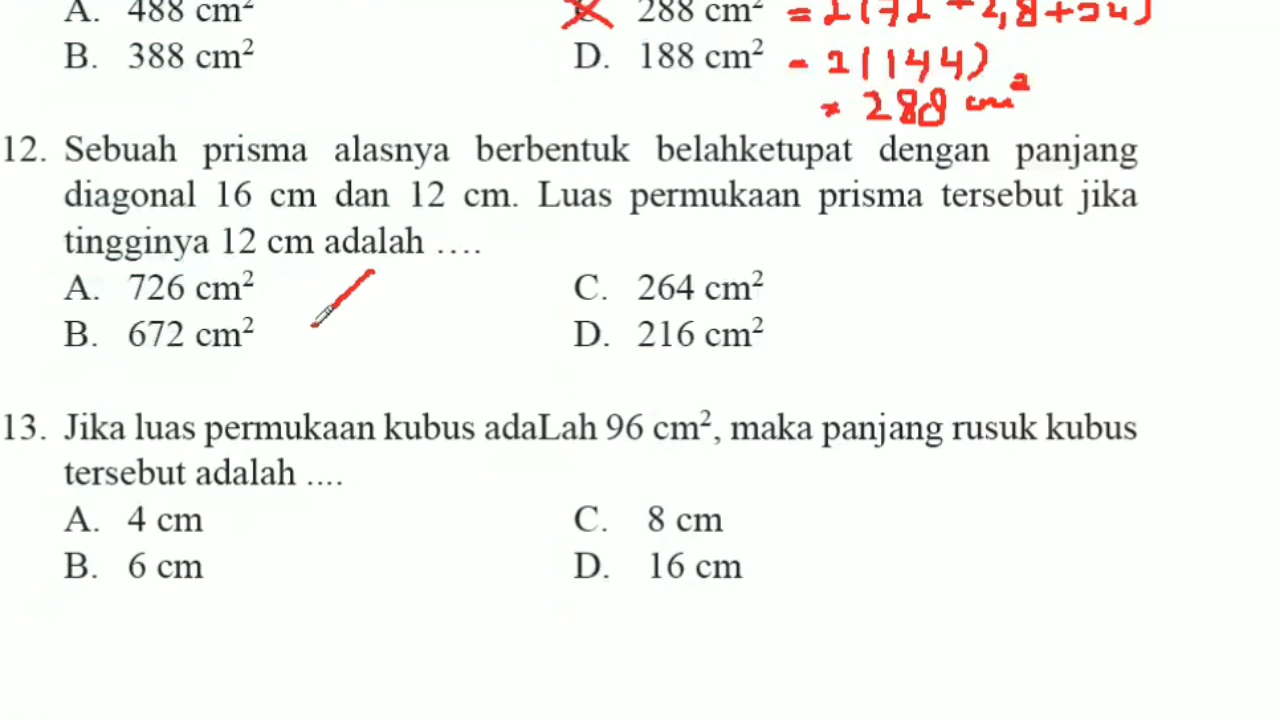 A. 488 cm²
C 288 cm²
B. 388 cm²
D. 188 cm²
= 2(144)
= 288 cm²
12. Sebuah prisma alasnya berbentuk belahketupat dengan panjang
diagonal 16 cm dan 12 cm. Luas permukaan prisma tersebut jika
tingginya 12 cm adalah ….
A. 726 cm²
C. 264 cm²
B. 672 cm²
D. 216 cm²
13. Jika luas permukaan kubus adaLah 96 cm², maka panjang rusuk kubus
tersebut adalah ....
A. 4 cm
C. 8 cm
B. 6 cm
D. 16 cm